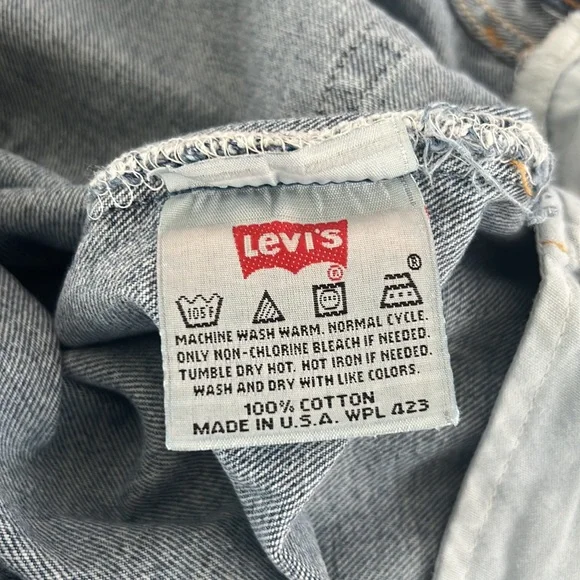 Levi's
®
®
105F
MACHINE WASH WARM. NORMAL CYCLE.
ONLY NON-CHLORINE BLEACH IF NEEDED.
TUMBLE DRY HOT. HOT IRON IF NEEDED.
WASH AND DRY WITH LIKE COLORS.
100% COTTON
MADE IN U.S.A. WPL 423